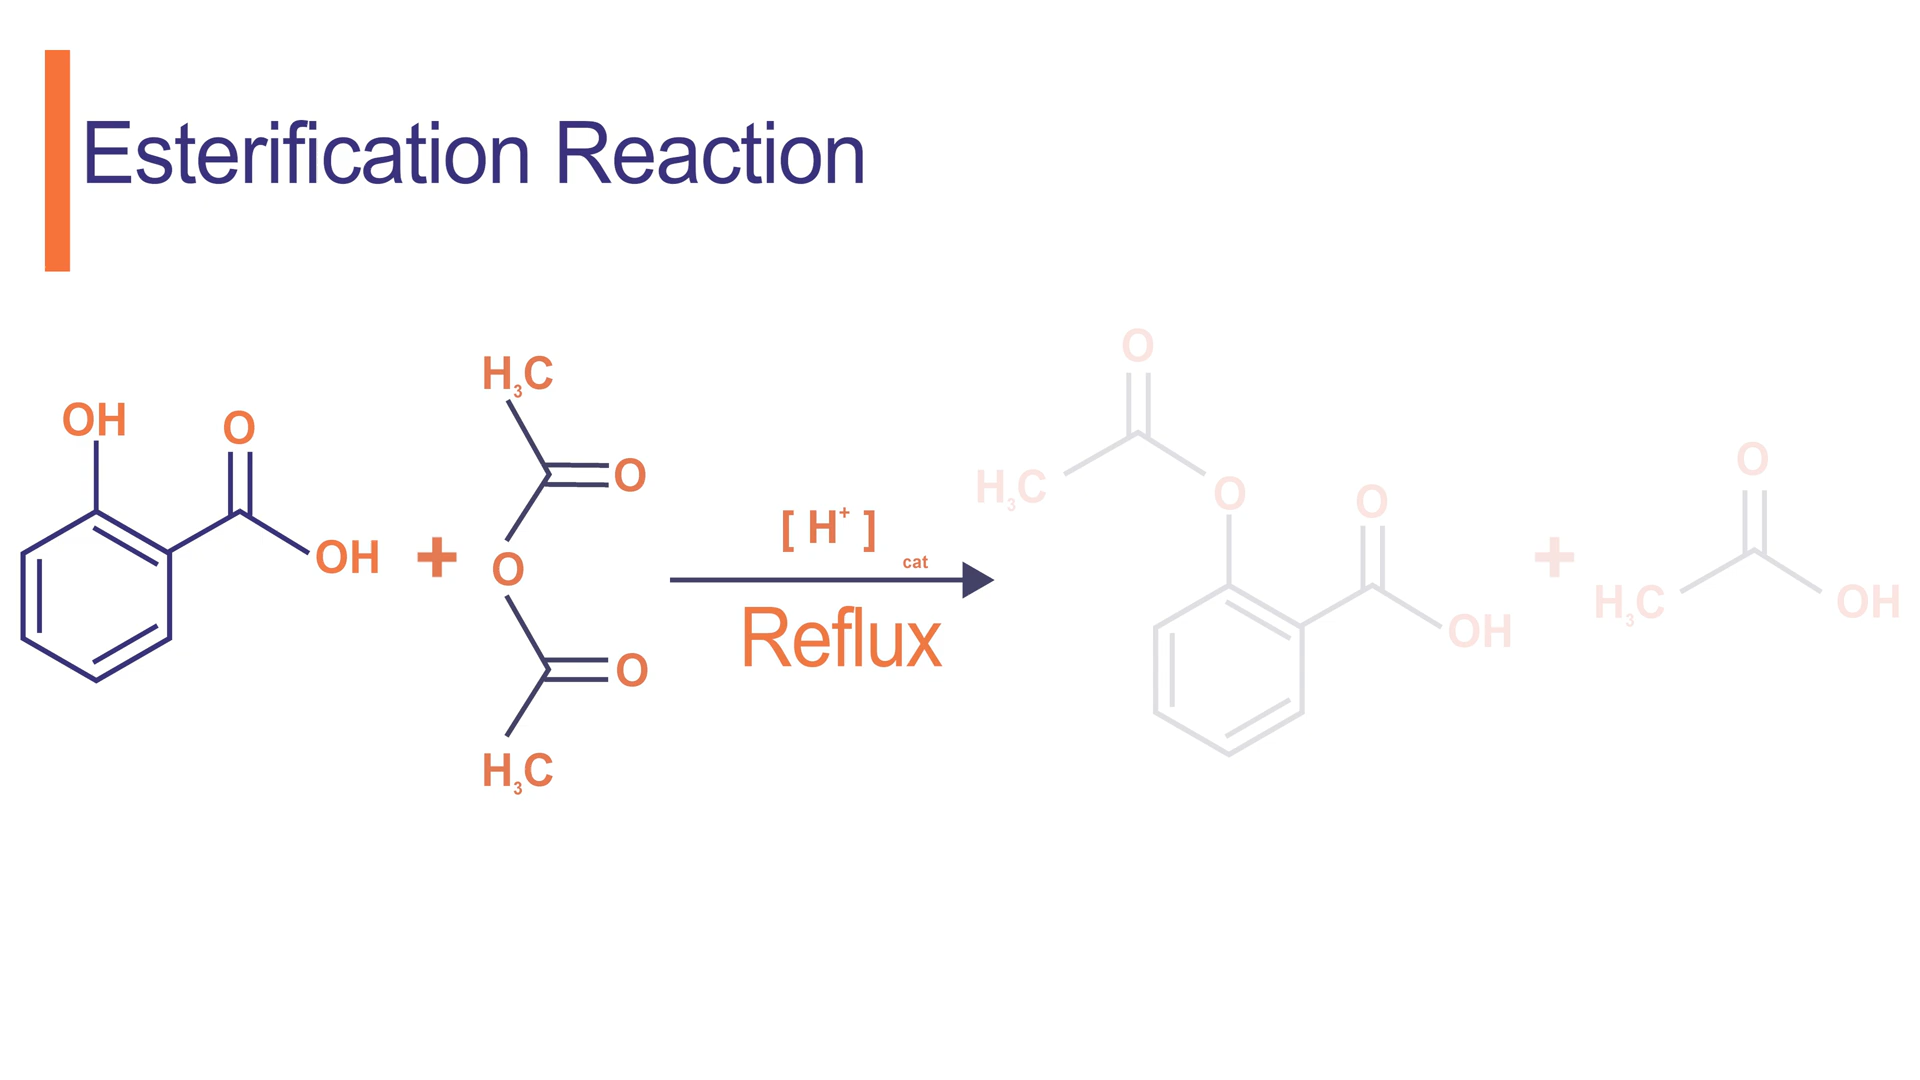 Esterification Reaction
OH
O
OH
+
H₃C
O
O
O
H₃C
[ H⁺ ]
cat
Reflux
O
H₃C
O
O
OH
+
O
H₃C
OH